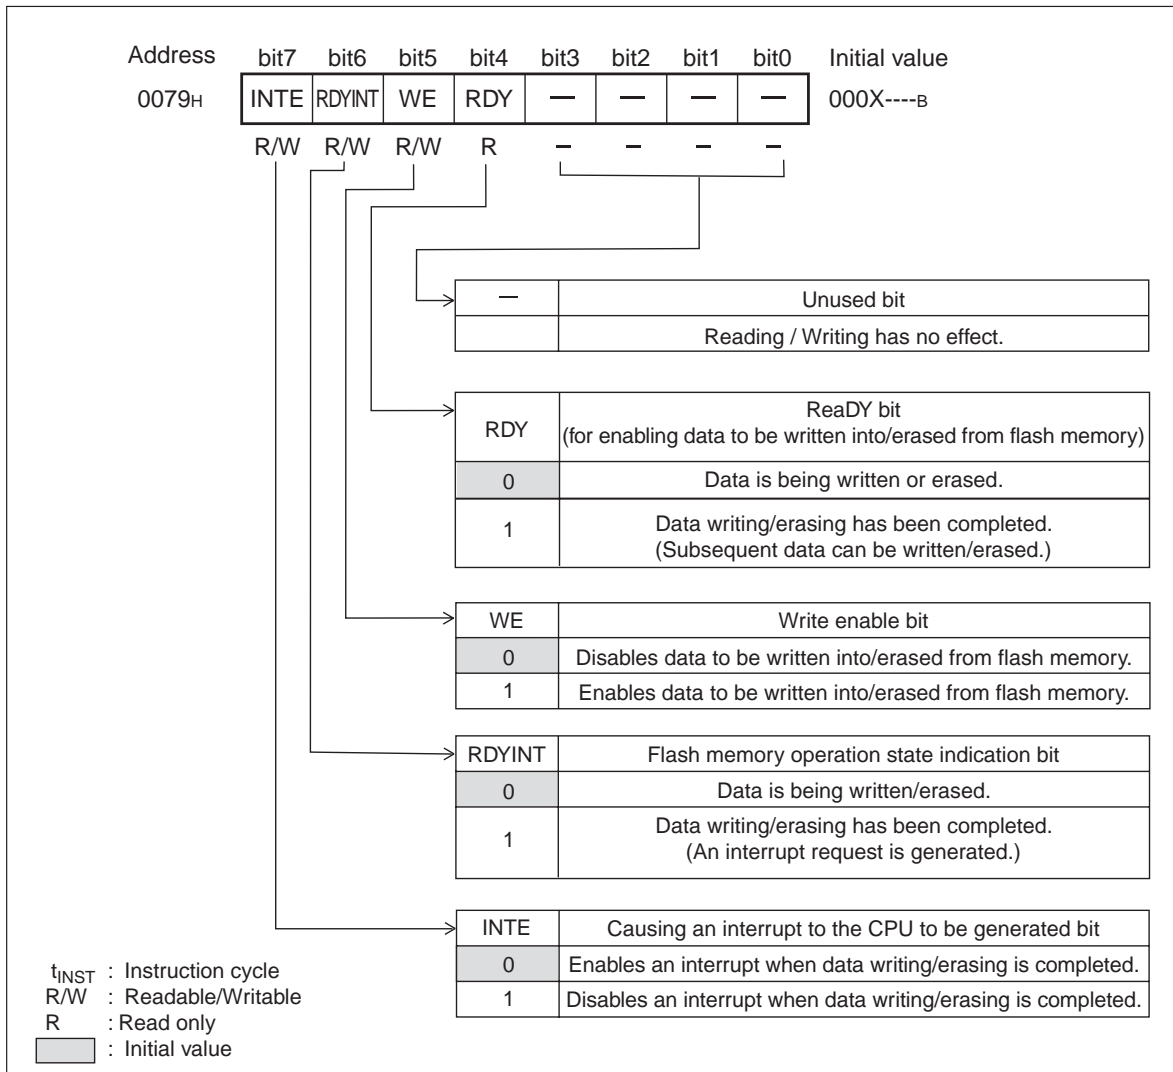 Address bit7 bit6 bit5 bit4 bit3 bit2 bit1 bit0 Initial value
0079H INTE RDYINT WE RDY — — — — 000X----B
R/W R/W R/W R – – – –
— Unused bit
Reading / Writing has no effect.
RDY ReaDY bit
(for enabling data to be written into/erased from flash memory)
0 Data is being written or erased.
1 Data writing/erasing has been completed.
(Subsequent data can be written/erased.)
WE Write enable bit
0 Disables data to be written into/erased from flash memory.
1 Enables data to be written into/erased from flash memory.
RDYINT Flash memory operation state indication bit
0 Data is being written/erased.
1 Data writing/erasing has been completed.
(An interrupt request is generated.)
INTE Causing an interrupt to the CPU to be generated bit
0 Enables an interrupt when data writing/erasing is completed.
1 Disables an interrupt when data writing/erasing is completed.
tINST : Instruction cycle
R/W : Readable/Writable
R : Read only
: Initial value